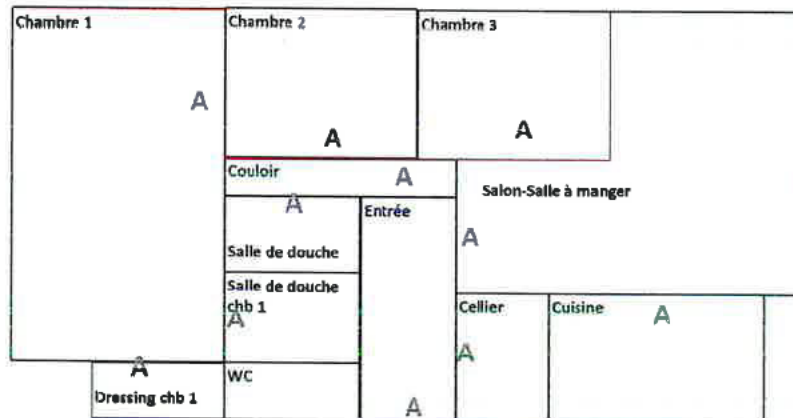 Chambre 1
Chambre 2
Chambre 3
A
A
A
Couloir
A
A
Entrée
Salon-Salle à manger
A
Salle de douche
Salle de douche
chb 1
A
Cellier
Cuisine
A
A
A
WC
Dressing chb 1
A